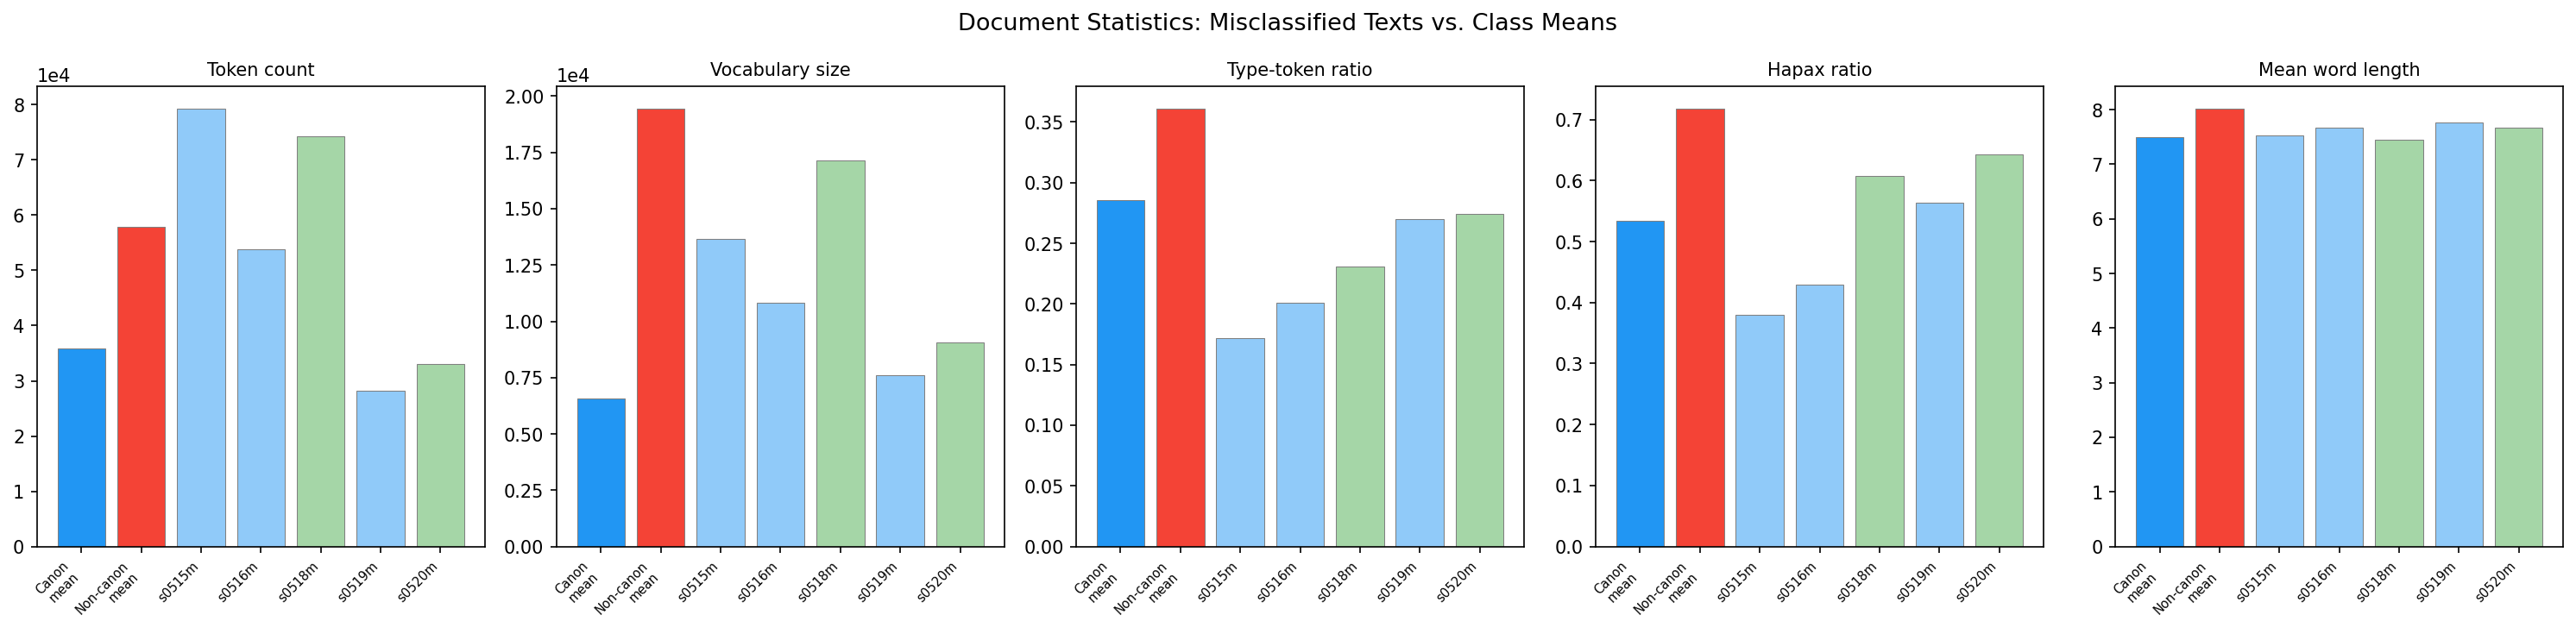 Document Statistics: Misclassified Texts vs. Class Means
Token count
1e4
8
7
6
5
4
3
2
1
0
Canon
mean
Non-canon
mean
s0515m
s0516m
s0518m
s0519m
s0520m
Vocabulary size
1e4
2.00
1.75
1.50
1.25
1.00
0.75
0.50
0.25
0.00
Canon
mean
Non-canon
mean
s0515m
s0516m
s0518m
s0519m
s0520m
Type-token ratio
0.35
0.30
0.25
0.20
0.15
0.10
0.05
0.00
Canon
mean
Non-canon
mean
s0515m
s0516m
s0518m
s0519m
s0520m
Hapax ratio
0.7
0.6
0.5
0.4
0.3
0.2
0.1
0.0
Canon
mean
Non-canon
mean
s0515m
s0516m
s0518m
s0519m
s0520m
Mean word length
8
7
6
5
4
3
2
1
0
Canon
mean
Non-canon
mean
s0515m
s0516m
s0518m
s0519m
s0520m